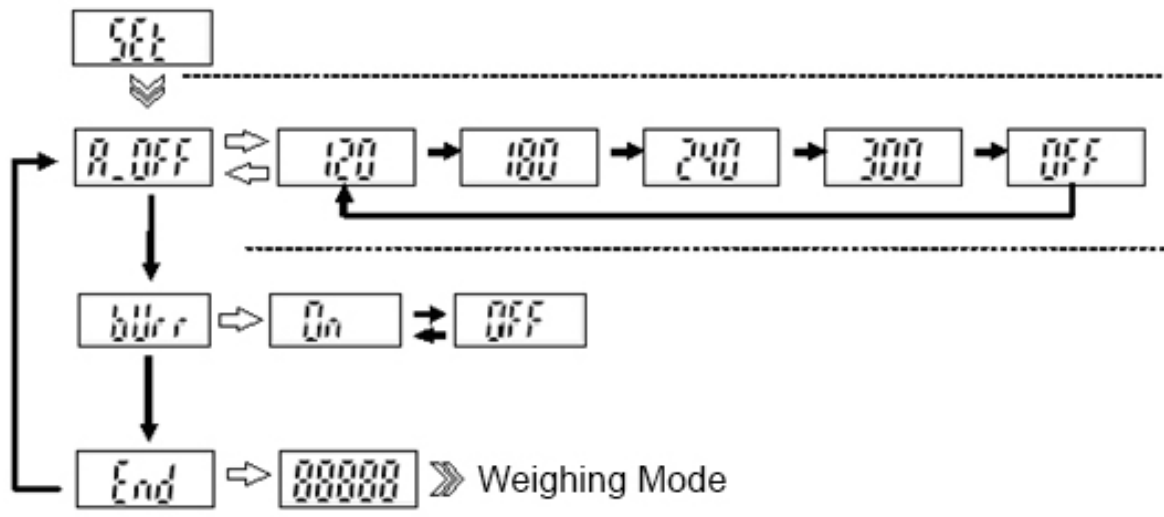 SEt
A_OFF 120 180 240 300 OFF
bUrr On OFF
End 88888 Weighing Mode